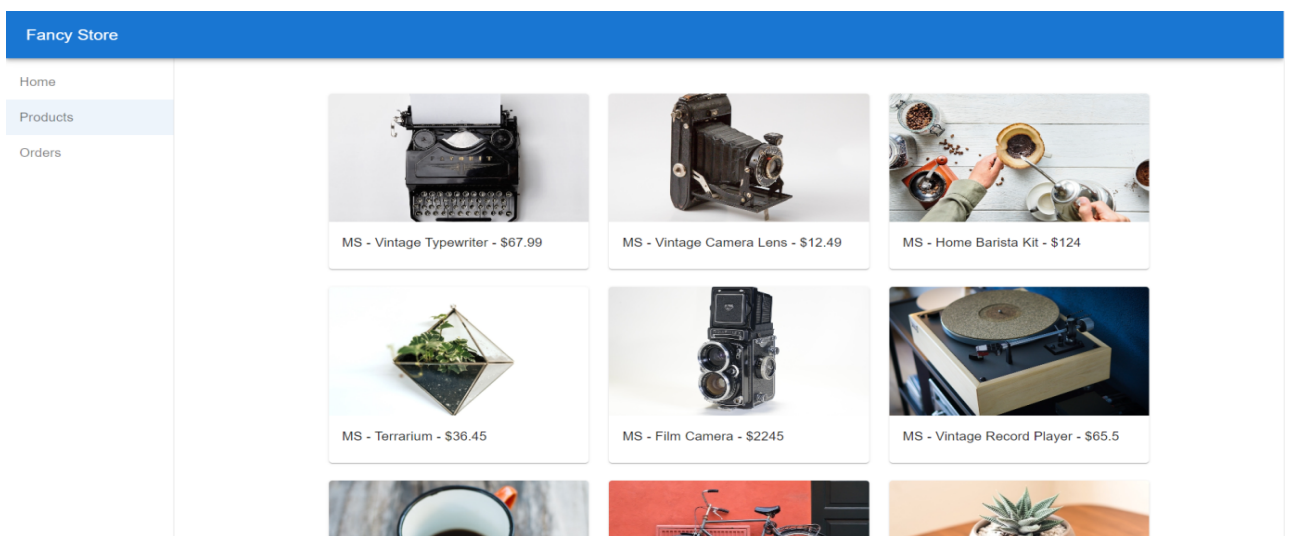 Fancy Store
Home
Products
Orders
MS - Vintage Typewriter - $67.99
MS - Vintage Camera Lens - $12.49
MS - Home Barista Kit - $124
MS - Terrarium - $36.45
MS - Film Camera - $2245
MS - Vintage Record Player - $65.5